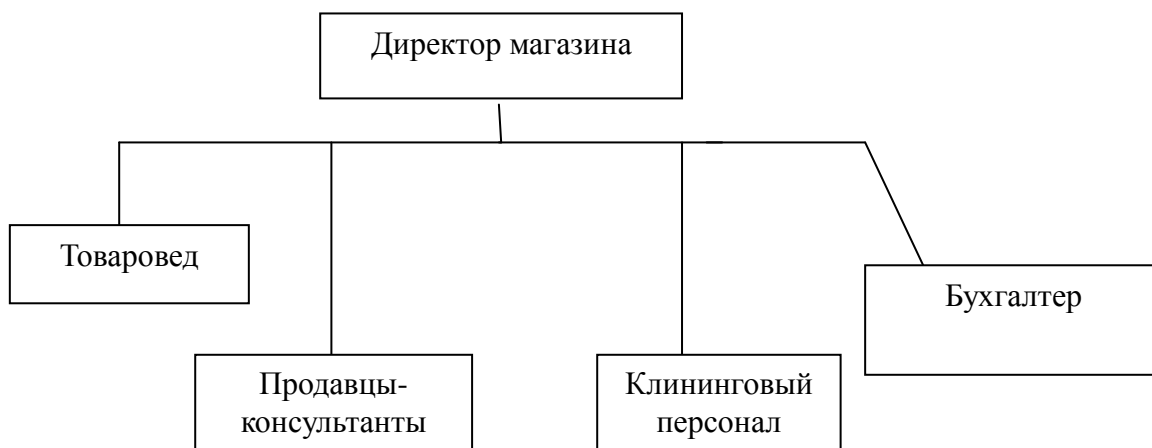 Директор магазина
Товаровед
Бухгалтер
Продавцы-
консультанты
Клининговый
персонал